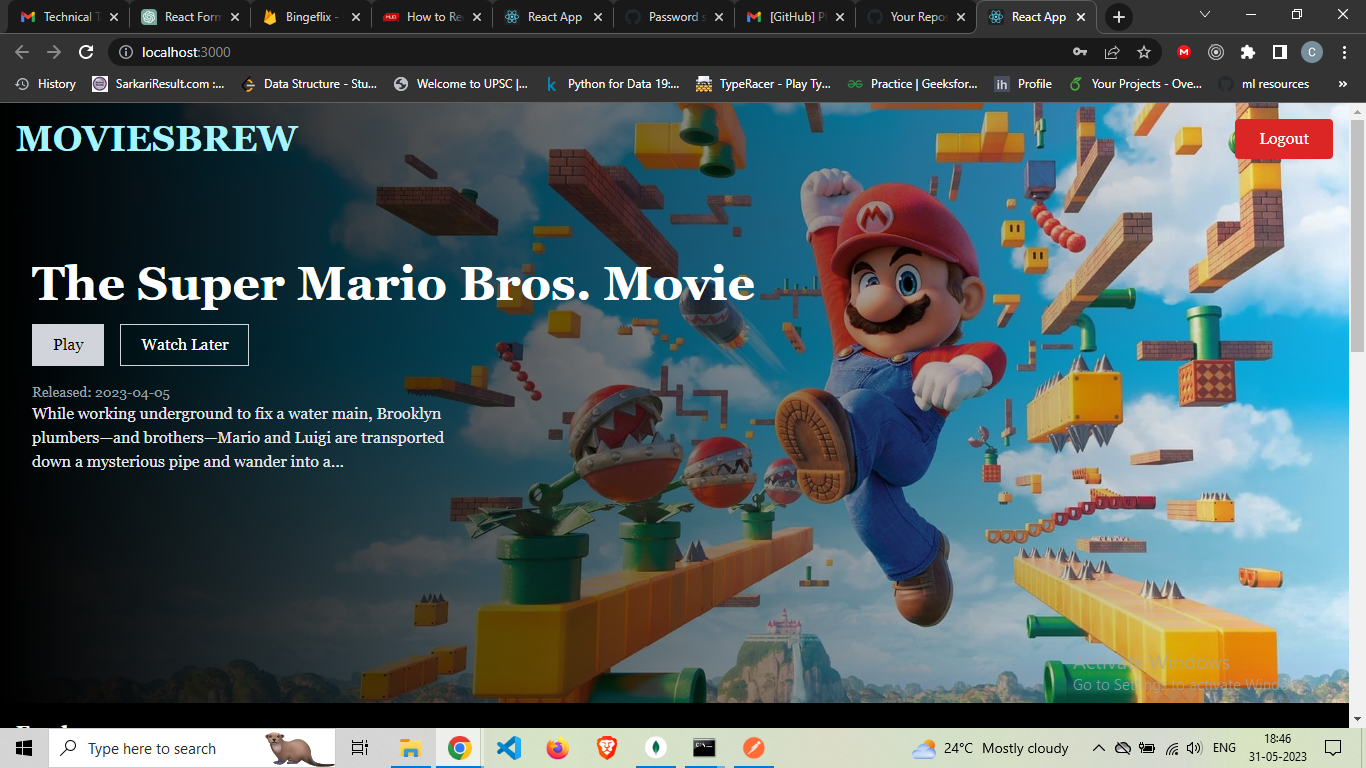 Technical T
React Form
Bingeflix -
How to Re
React App
Password s
[GitHub] P
Your Repos
React App
localhost:3000
History
SarkariResult.com :...
Data Structure - Stu...
Welcome to UPSC |...
Python for Data 19:...
TypeRacer - Play Ty...
Practice | Geeksfor...
ih
Profile
Your Projects - Ove...
ml resources
»
MOVIESBREW
Logout
The Super Mario Bros. Movie
Play
Watch Later
Released: 2023-04-05
While working underground to fix a water main, Brooklyn
plumbers—and brothers—Mario and Luigi are transported
down a mysterious pipe and wander into a...
Activate Windows
Go to Settings to activate Windows.
Type here to search
24°C Mostly cloudy
ENG
18:46
31-05-2023